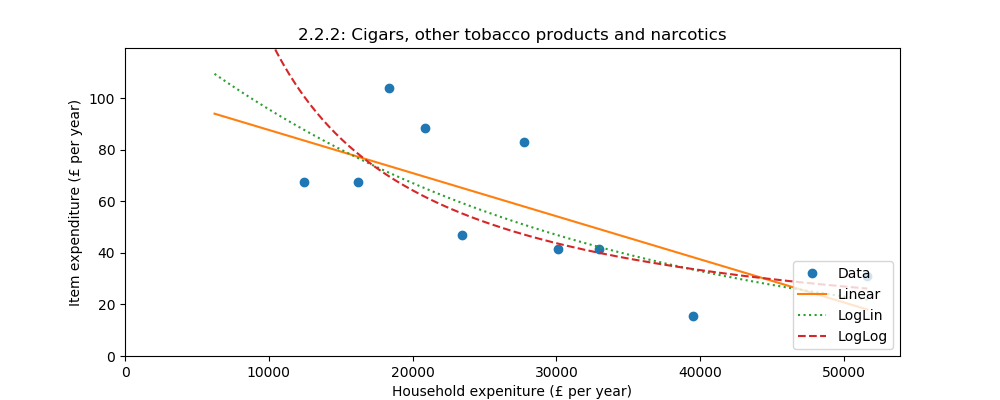 2.2.2: Cigars, other tobacco products and narcotics
Item expenditure (£ per year)
100
80
60
40
20
0
0 10000 20000 30000 40000 50000
Household expeniture (£ per year)
Data
Linear
LogLin
LogLog